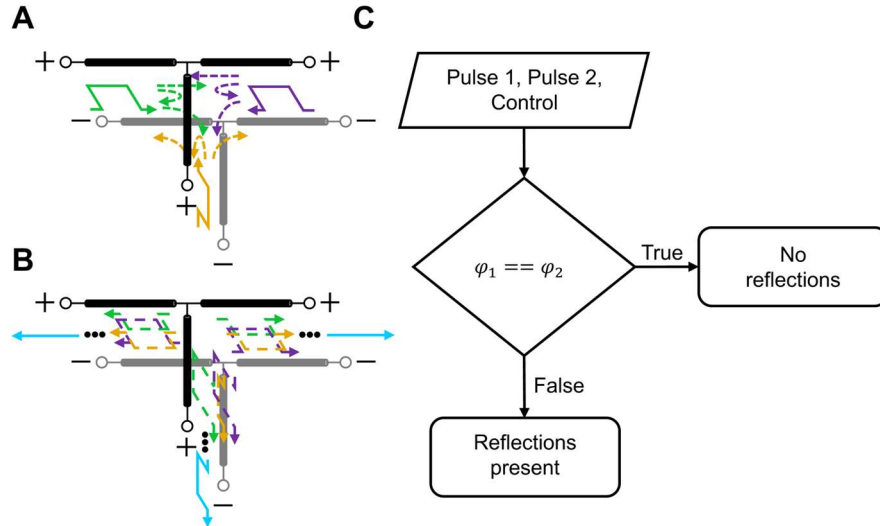 A
+ +
− −
+
−
B
+ +
− −
+
−
C
Pulse 1, Pulse 2,
Control
φ₁ == φ₂
True
No
reflections
False
Reflections
present